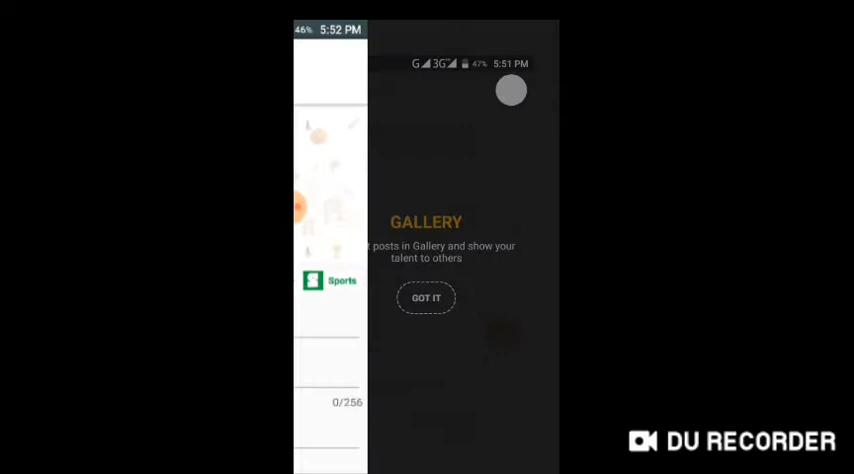 46% 5:52 PM
G 3G 47% 5:51 PM
GALLERY
t posts in Gallery and show your
talent to others
GOT IT
S Sports
0/256
DU RECORDER